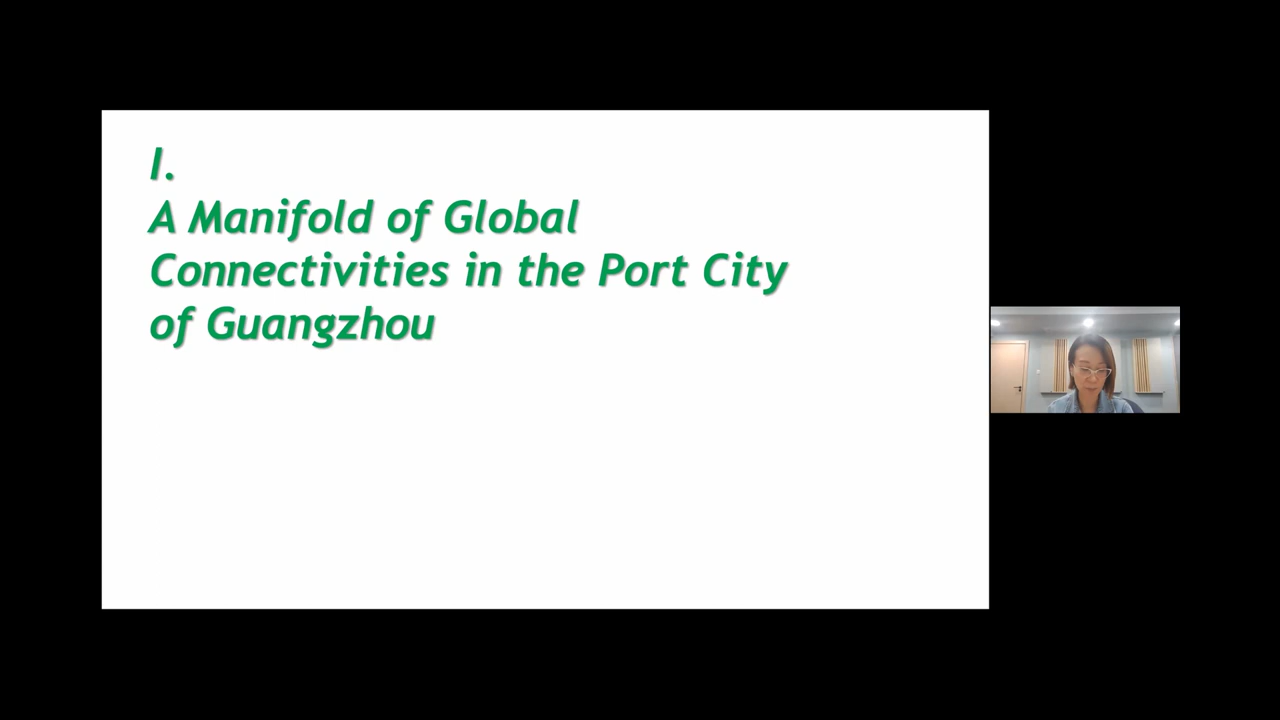 I.
A Manifold of Global
Connectivities in the Port City
of Guangzhou